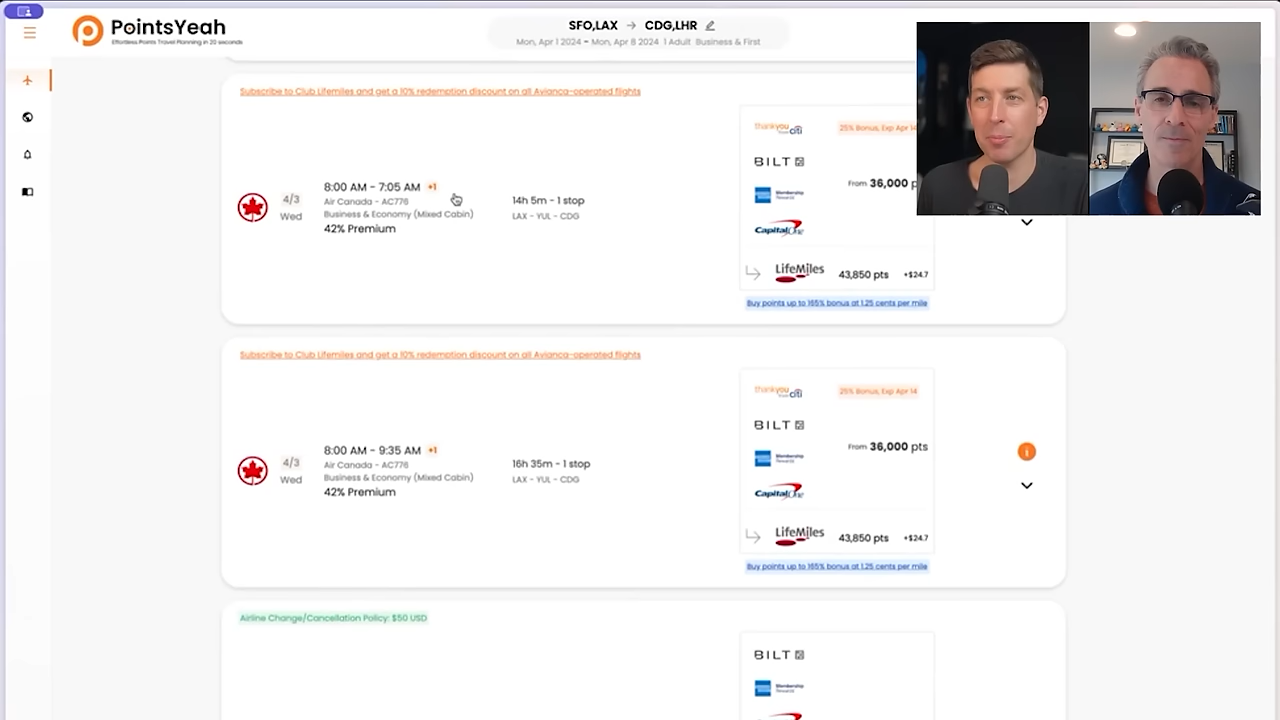 PointsYeah
Effortless Points Travel Planning in 20 seconds
SFO,LAX → CDG,LHR
Mon, Apr 1 2024 - Mon, Apr 8 2024 1 Adult Business & First
Subscribe to Club Lifemiles and get a 10% redemption discount on all Avianca-operated flights
4/3
Wed
8:00 AM - 7:05 AM +1
Air Canada - AC776
Business & Economy (Mixed Cabin)
42% Premium
14h 5m - 1 stop
LAX - YUL - CDG
thankyou from citi
25% Bonus, Exp Apr 14
BILT
From 36,000 p
Membership Rewards
Capital One
LifeMiles 43,850 pts +$24.7
Buy points up to 165% bonus at 1.25 cents per mile
Subscribe to Club Lifemiles and get a 10% redemption discount on all Avianca-operated flights
4/3
Wed
8:00 AM - 9:35 AM +1
Air Canada - AC776
Business & Economy (Mixed Cabin)
42% Premium
16h 35m - 1 stop
LAX - YUL - CDG
thankyou from citi
25% Bonus, Exp Apr 14
BILT
From 36,000 pts
Membership Rewards
Capital One
LifeMiles 43,850 pts +$24.7
Buy points up to 165% bonus at 1.25 cents per mile
Airline Change/Cancellation Policy: $50 USD
BILT
Membership Rewards